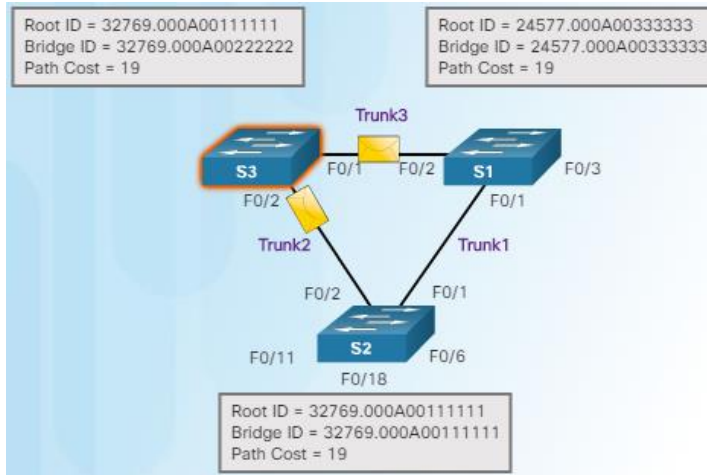 Root ID = 32769.000A00111111
Bridge ID = 32769.000A00222222
Path Cost = 19
Root ID = 24577.000A00333333
Bridge ID = 24577.000A00333333
Path Cost = 19
Trunk3
S3
F0/1
F0/2
S1
F0/3
F0/2
F0/1
Trunk2
Trunk1
F0/2
F0/1
S2
F0/11
F0/6
F0/18
Root ID = 32769.000A00111111
Bridge ID = 32769.000A00111111
Path Cost = 19